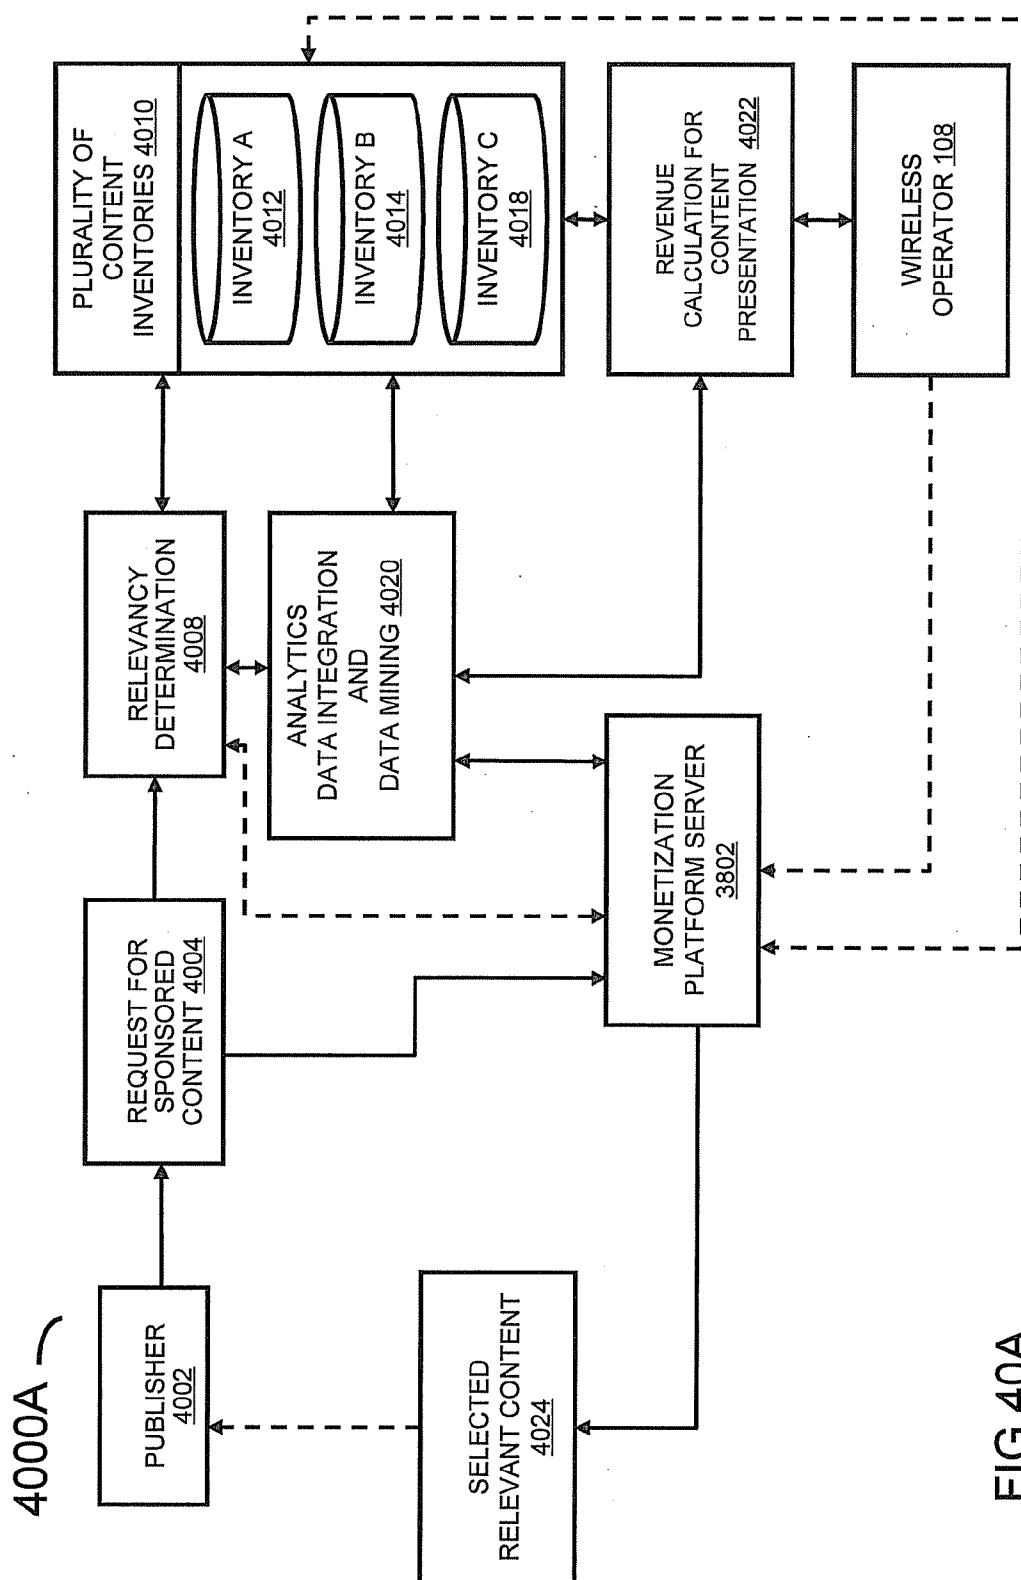 4000A
PUBLISHER
4002
REQUEST FOR
SPONSORED
CONTENT 4004
RELEVANCY
DETERMINATION
4008
PLURALITY OF
CONTENT
INVENTORIES 4010
INVENTORY A
4012
INVENTORY B
4014
INVENTORY C
4018
ANALYTICS
DATA INTEGRATION
AND
DATA MINING 4020
REVENUE
CALCULATION FOR
CONTENT
PRESENTATION 4022
WIRELESS
OPERATOR 108
MONETIZATION
PLATFORM SERVER
3802
SELECTED
RELEVANT CONTENT
4024
FIG.40A